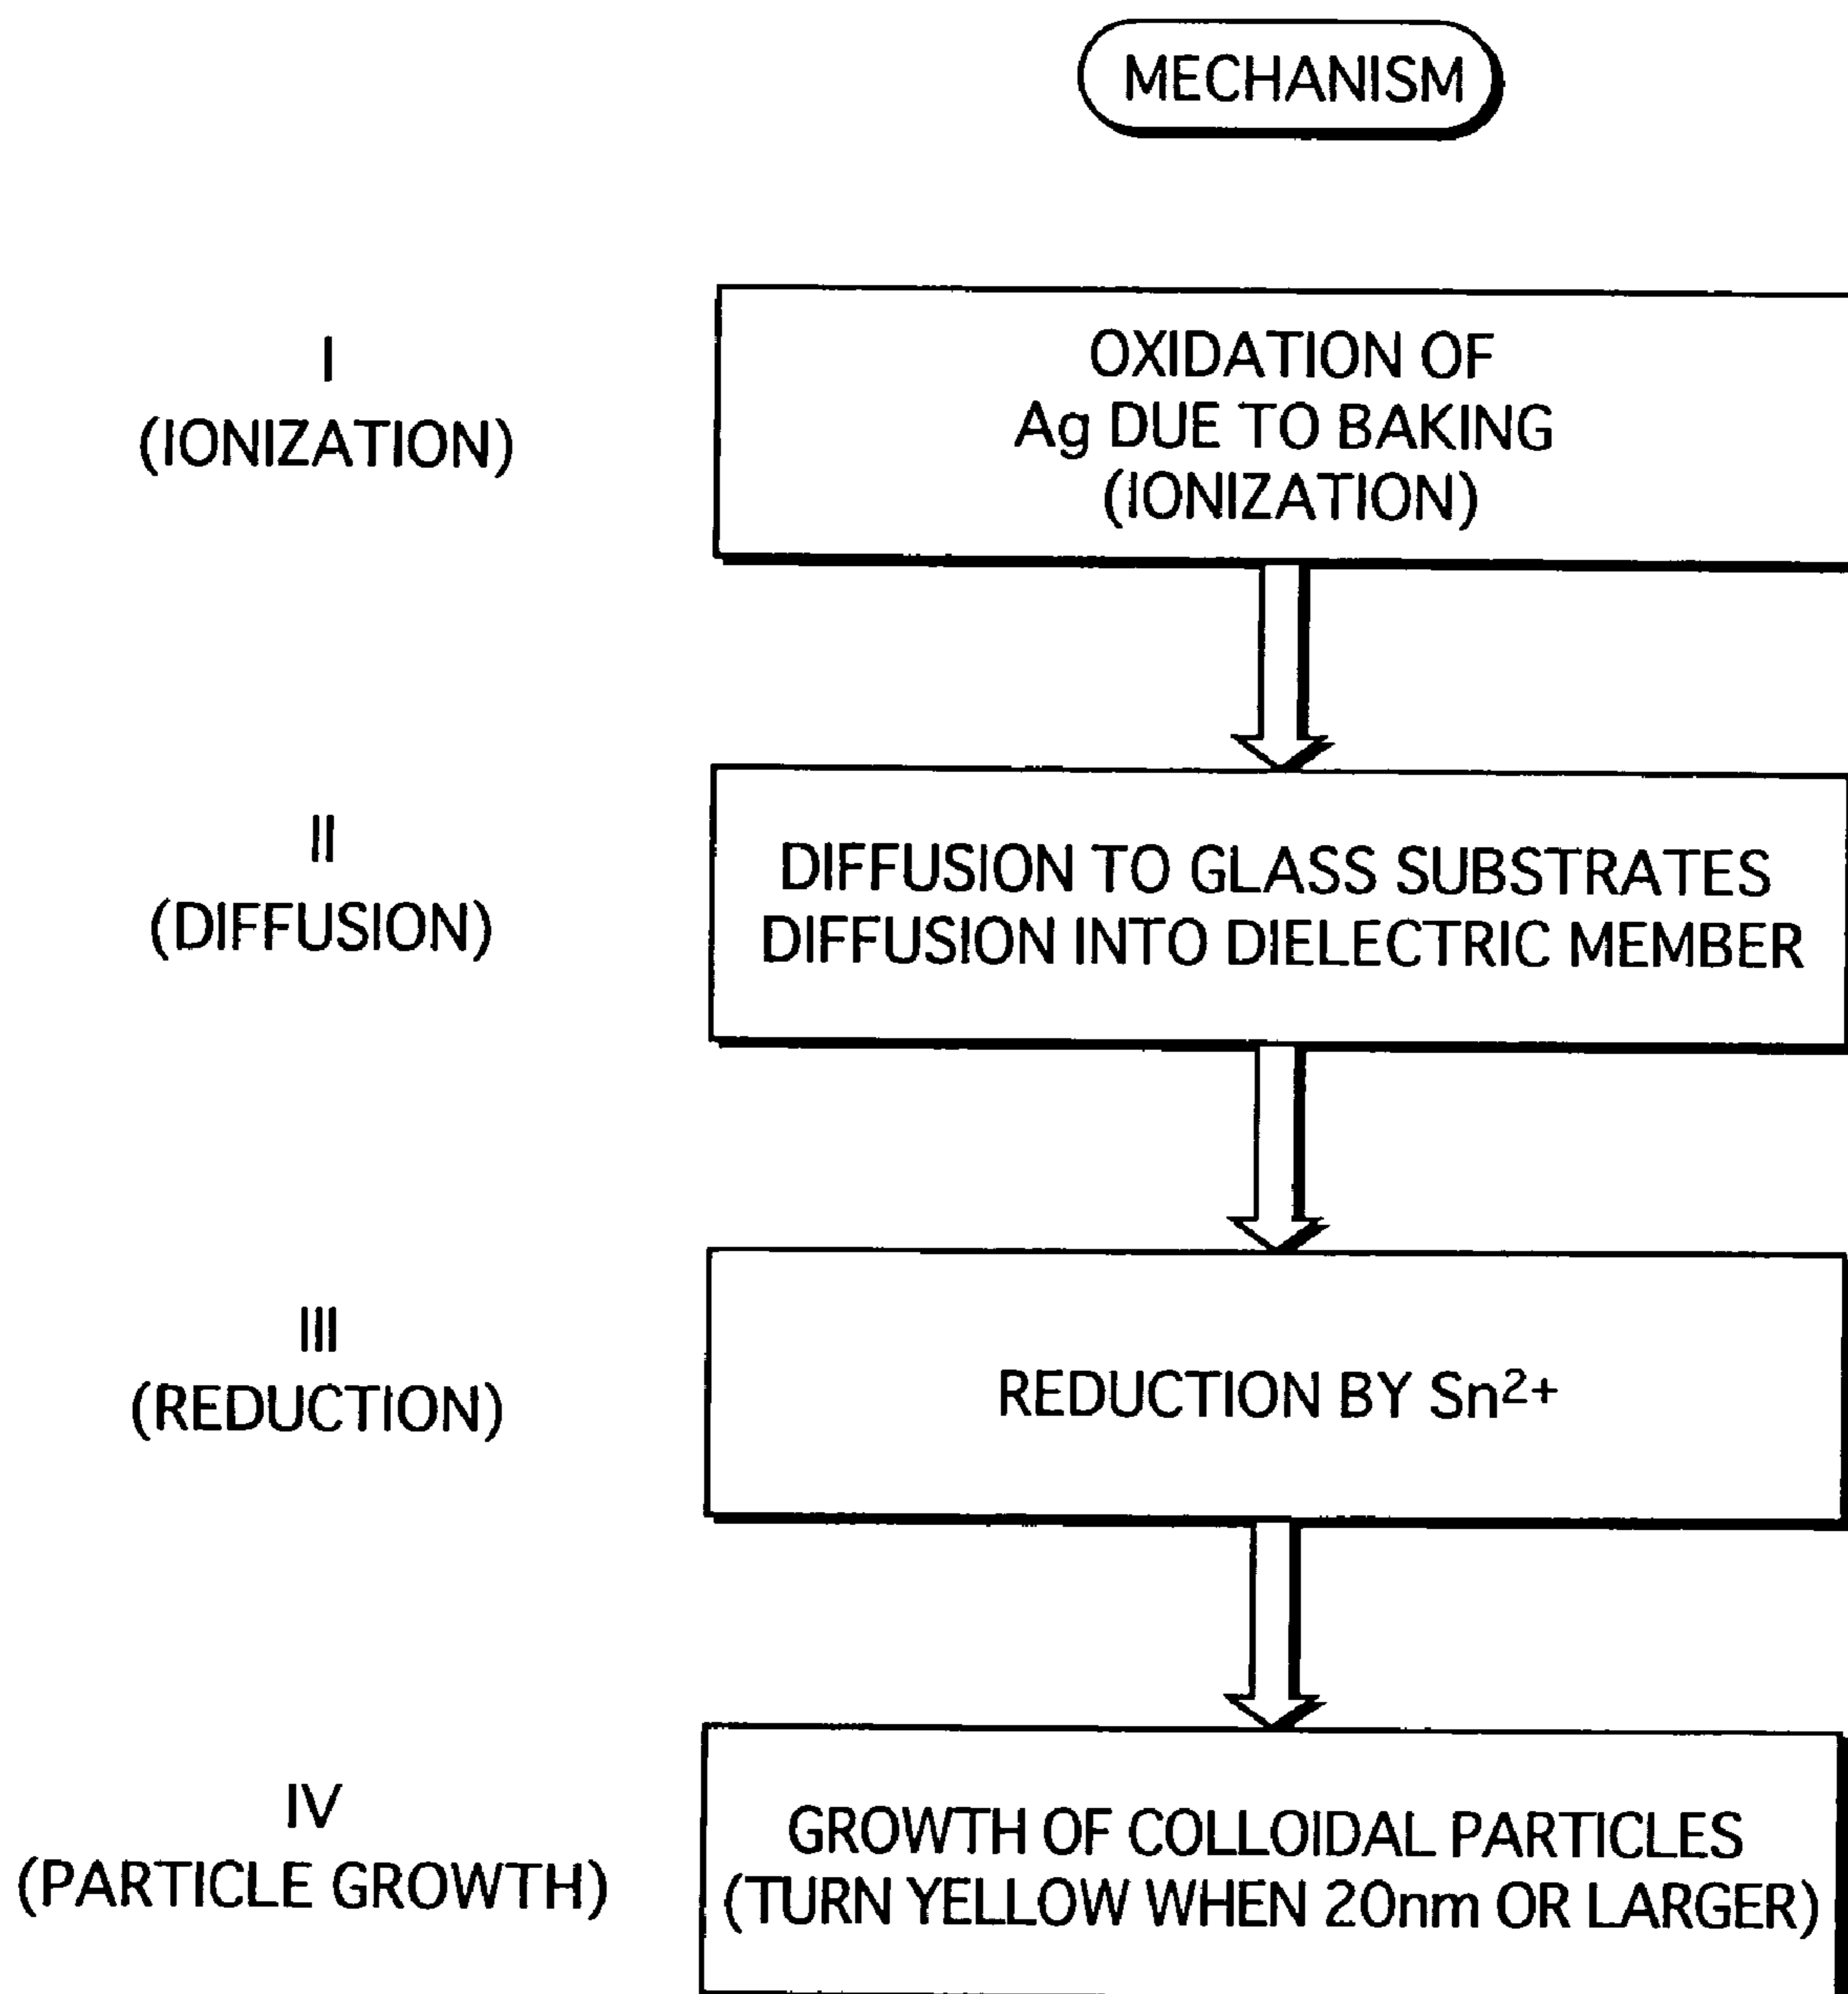 MECHANISM
I
(IONIZATION)
OXIDATION OF
Ag DUE TO BAKING
(IONIZATION)
II
(DIFFUSION)
DIFFUSION TO GLASS SUBSTRATES
DIFFUSION INTO DIELECTRIC MEMBER
III
(REDUCTION)
REDUCTION BY Sn²⁺
IV
(PARTICLE GROWTH)
GROWTH OF COLLOIDAL PARTICLES
(TURN YELLOW WHEN 20nm OR LARGER)